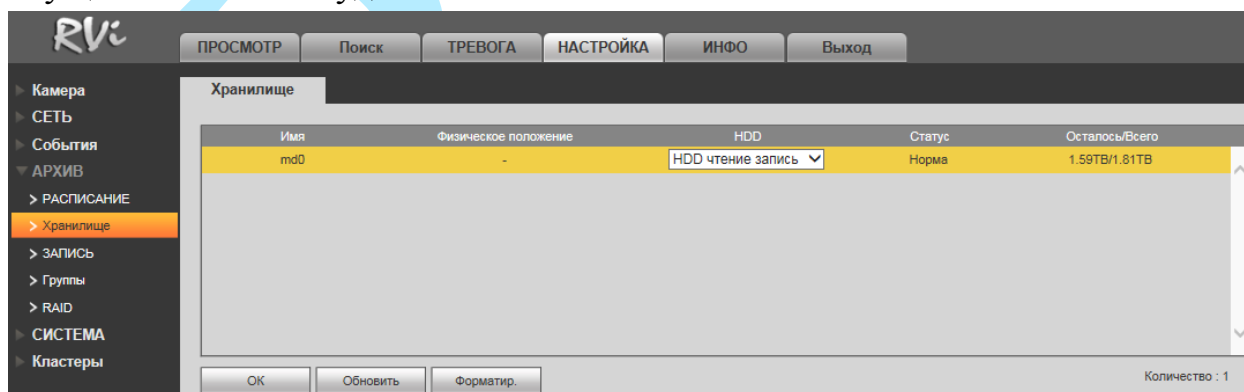 RVi
ПРОСМОТР Поиск ТРЕВОГА НАСТРОЙКА ИНФО Выход
Камера
СЕТЬ
События
АРХИВ
> РАСПИСАНИЕ
> Хранилище
> ЗАПИСЬ
> Группы
> RAID
СИСТЕМА
Кластеры
Хранилище
Имя Физическое положение HDD Статус Осталось/Всего
md0 - HDD чтение запись Норма 1.59TB/1.81TB
ОК Обновить Форматир. Количество : 1